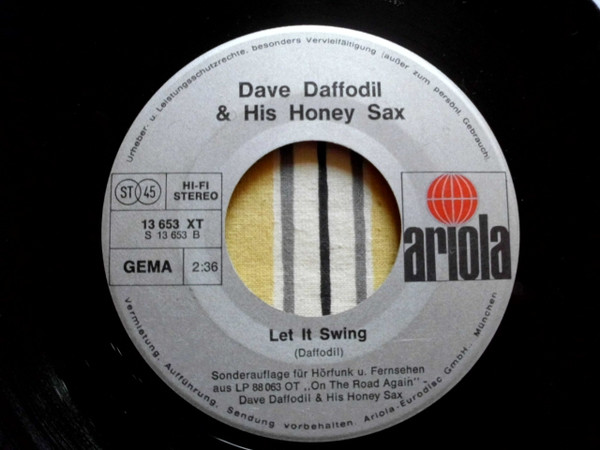 Urheber- u. Leistungsschutzrechte, besonders Vervielfältigung (außer zum persönl. Gebrauch),
Dave Daffodil
& His Honey Sax
ST 45
HI-FI
STEREO
13 653 XT
S 13 653 B
GEMA 2:36
ariola
Let It Swing
(Daffodil)
Sonderauflage für Hörfunk u. Fernsehen
aus LP 88 063 OT „On The Road Again" -
Dave Daffodil & His Honey Sax
Vermietung, Aufführung, Sendung vorbehalten. Ariola-Eurodisc GmbH., München